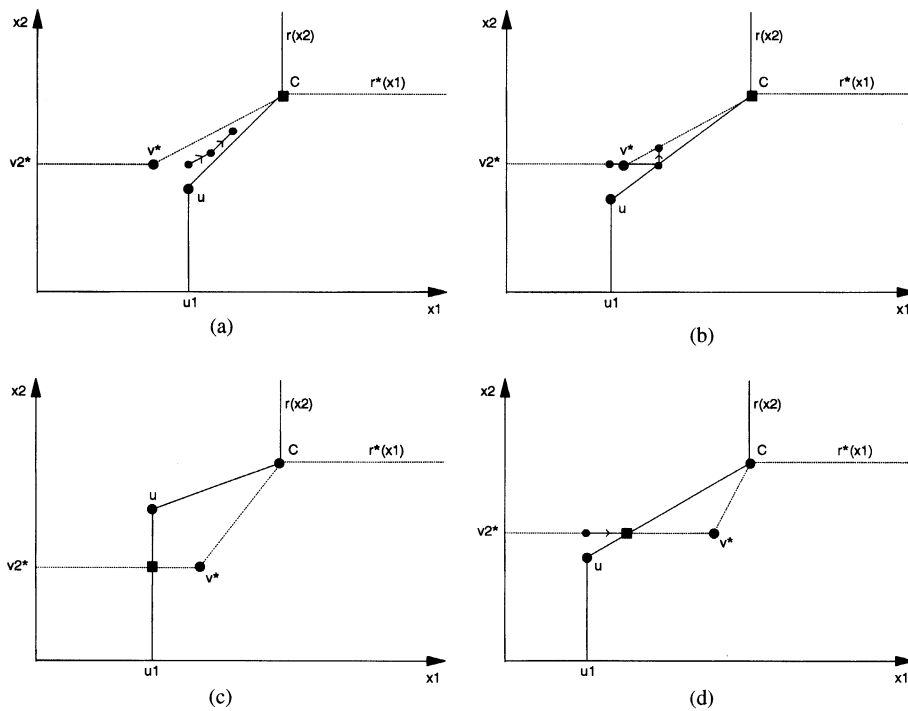 x2
r(x2)
C
r*(x1)
v*
v2*
u
u1
x1
(a)
x2
r(x2)
C
r*(x1)
v*
v2*
u
u1
x1
(b)
x2
r(x2)
C
r*(x1)
u
v2*
v*
u1
x1
(c)
x2
r(x2)
C
r*(x1)
v2*
v*
u
u1
x1
(d)